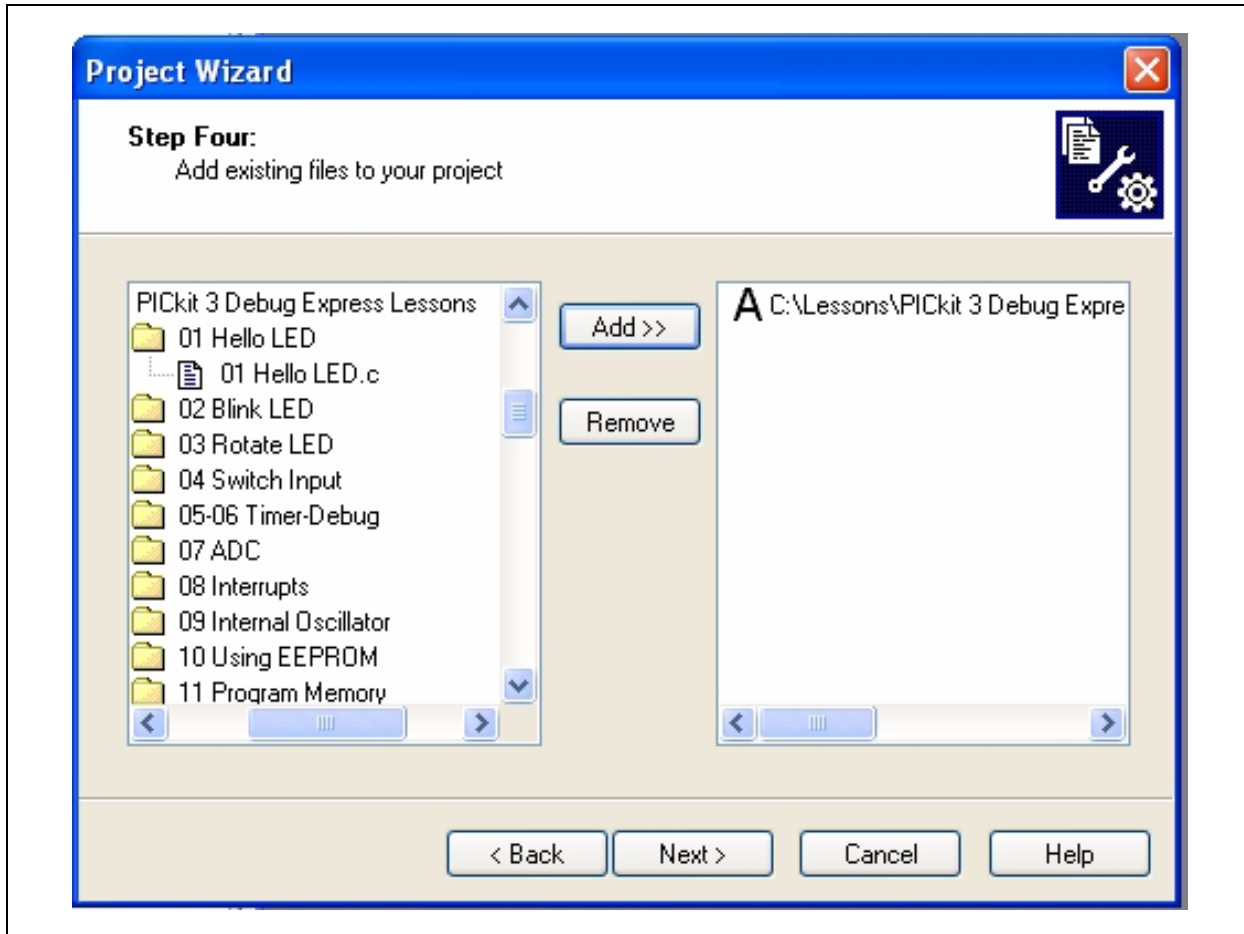 Project Wizard
Step Four:
Add existing files to your project
PICkit 3 Debug Express Lessons
01 Hello LED
01 Hello LED.c
02 Blink LED
03 Rotate LED
04 Switch Input
05-06 Timer-Debug
07 ADC
08 Interrupts
09 Internal Oscillator
10 Using EEPROM
11 Program Memory
Add >>
Remove
A C:\Lessons\PICkit 3 Debug Expre
< Back
Next >
Cancel
Help